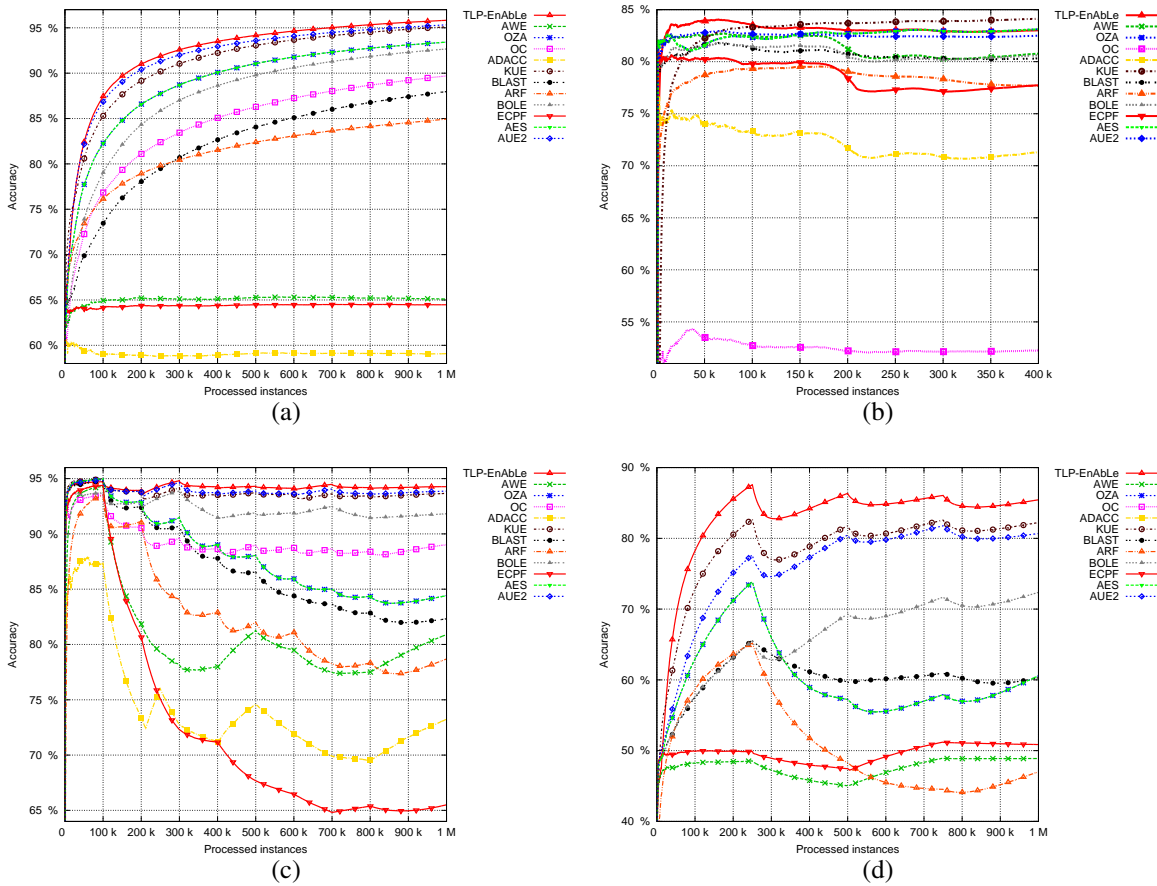 Accuracy
95 %
90 %
85 %
80 %
75 %
70 %
65 %
60 %
0 100 k 200 k 300 k 400 k 500 k 600 k 700 k 800 k 900 k 1 M
Processed instances
TLP-EnAbLe
AWE
OZA
OC
ADACC
KUE
BLAST
ARF
BOLE
ECPF
AES
AUE2
(a)
Accuracy
85 %
80 %
75 %
70 %
65 %
60 %
55 %
0 50 k 100 k 150 k 200 k 250 k 300 k 350 k 400 k
Processed instances
TLP-EnAbLe
AWE
OZA
OC
ADACC
KUE
BLAST
ARF
BOLE
ECPF
AES
AUE2
(b)
Accuracy
95 %
90 %
85 %
80 %
75 %
70 %
65 %
0 100 k 200 k 300 k 400 k 500 k 600 k 700 k 800 k 900 k 1 M
Processed instances
TLP-EnAbLe
AWE
OZA
OC
ADACC
KUE
BLAST
ARF
BOLE
ECPF
AES
AUE2
(c)
Accuracy
90 %
80 %
70 %
60 %
50 %
40 %
0 100 k 200 k 300 k 400 k 500 k 600 k 700 k 800 k 900 k 1 M
Processed instances
TLP-EnAbLe
AWE
OZA
OC
ADACC
KUE
BLAST
ARF
BOLE
ECPF
AES
AUE2
(d)